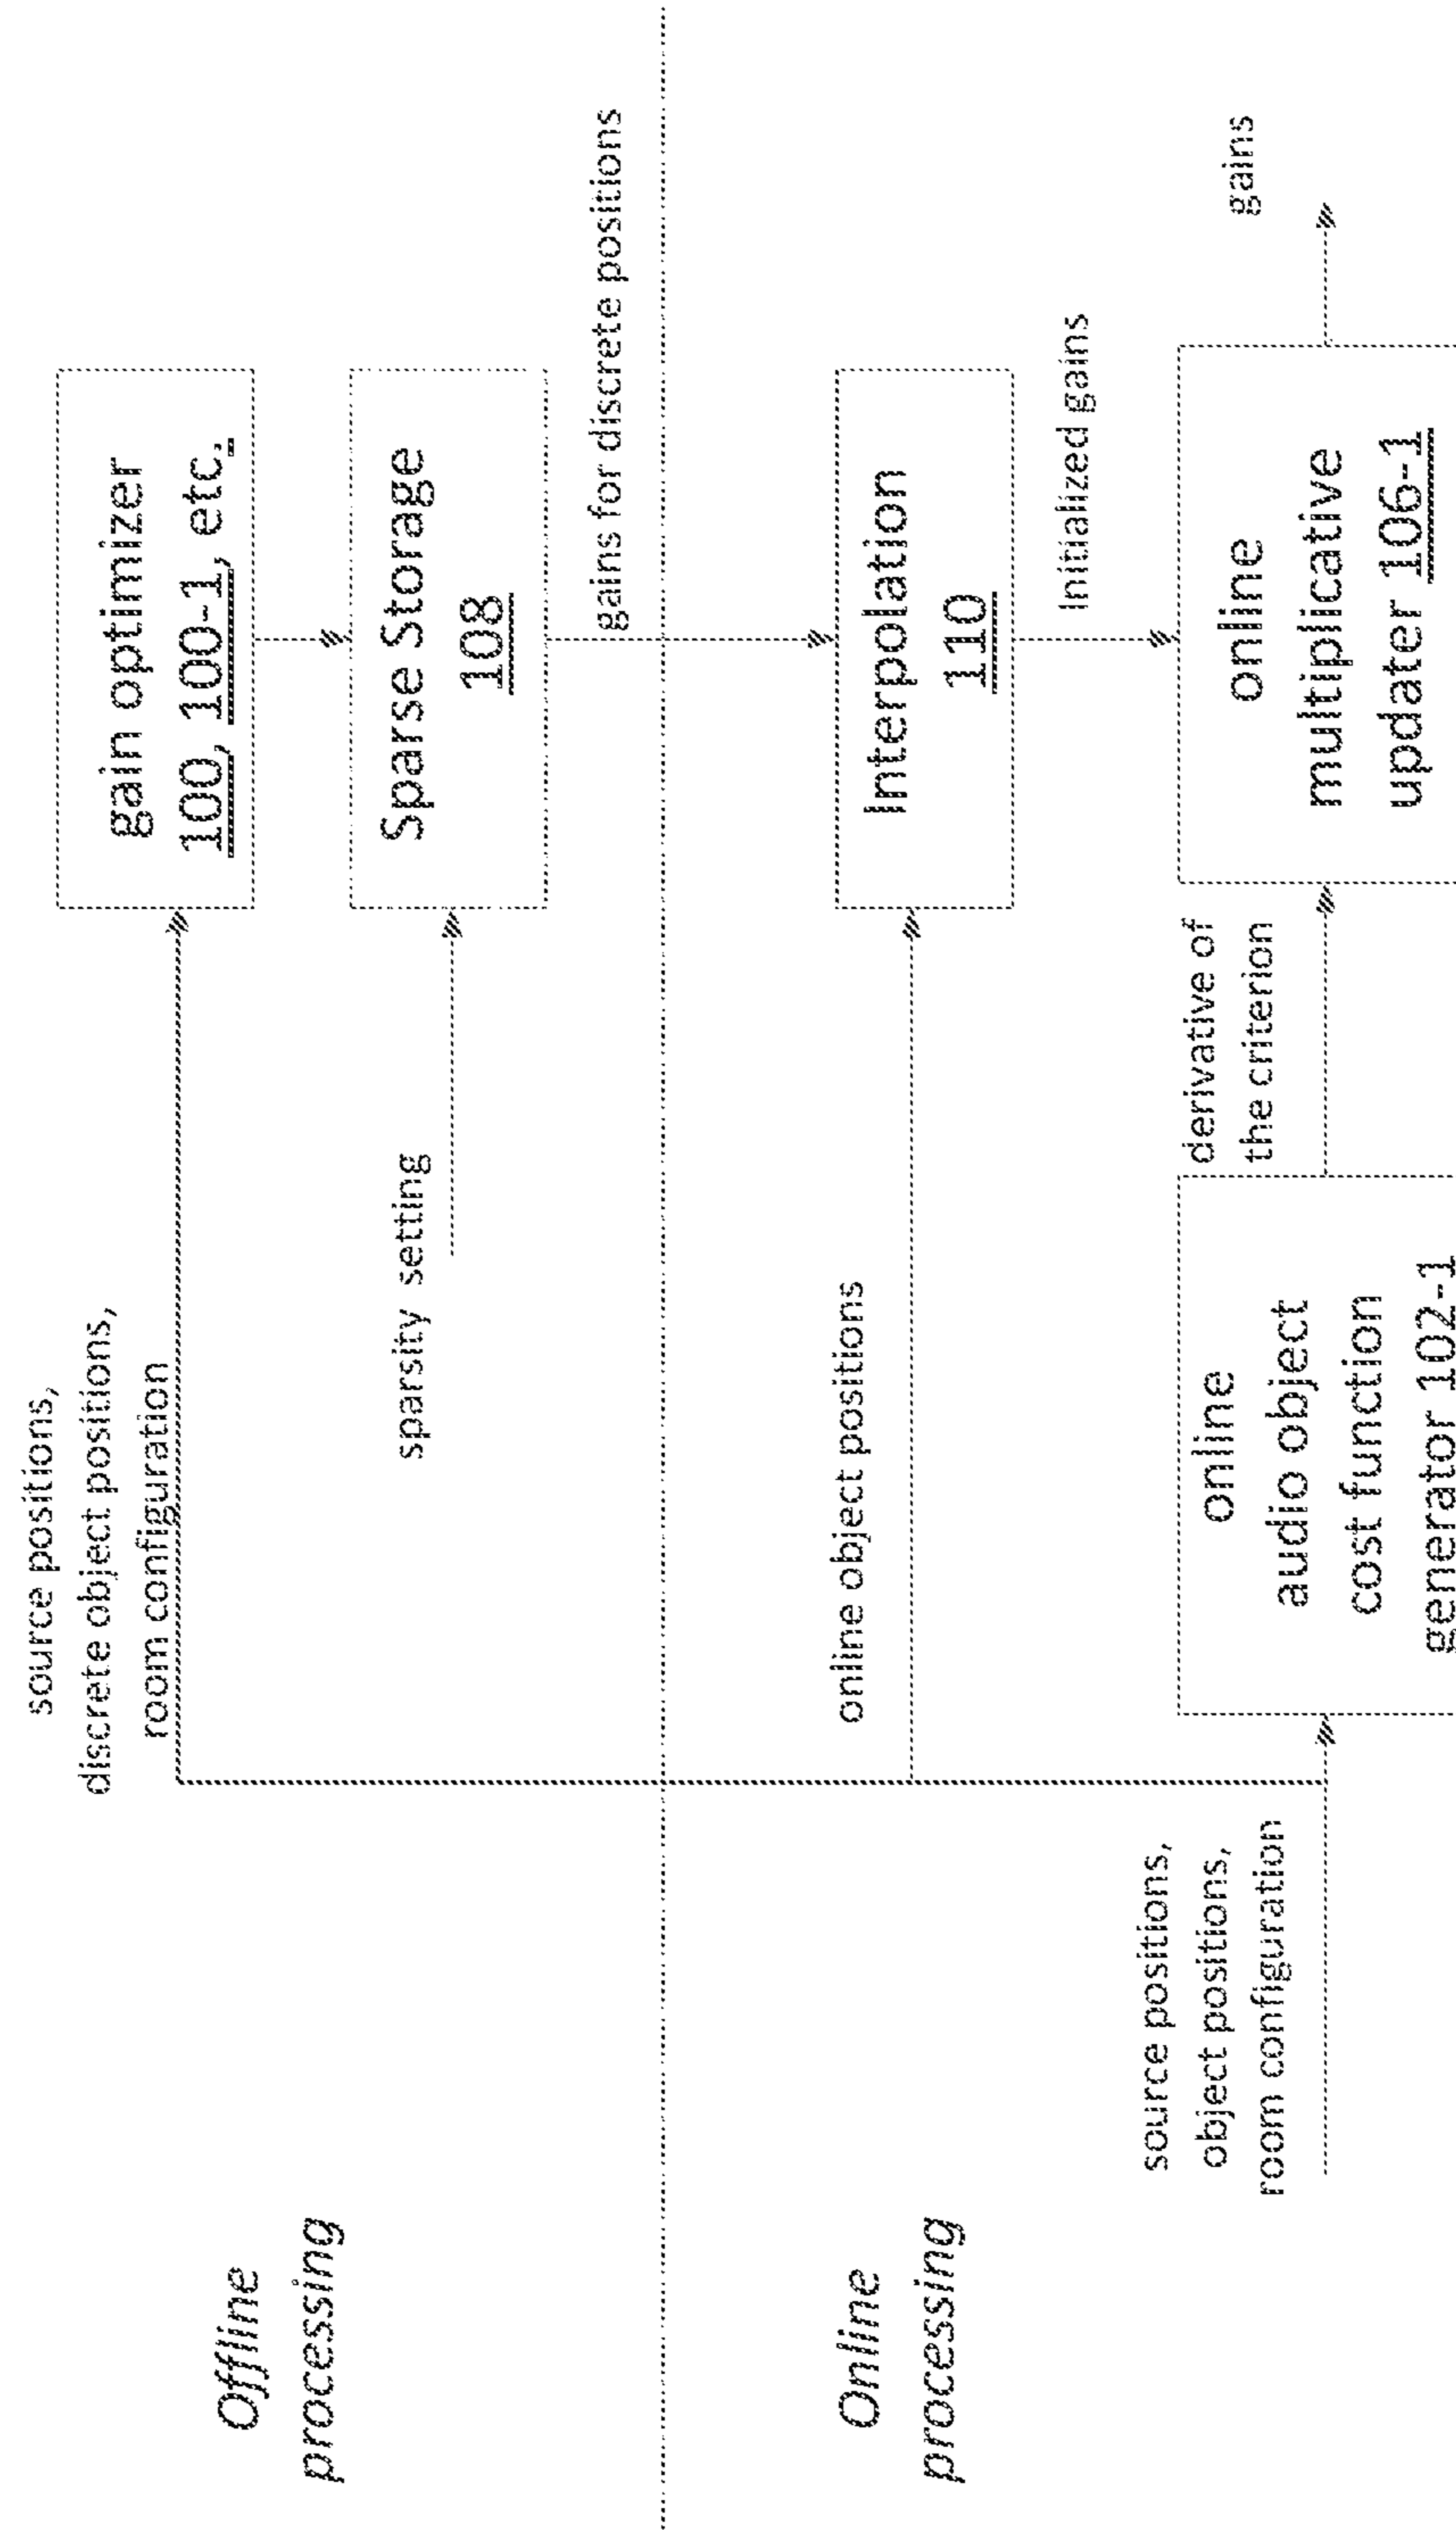 Offline
processing
source positions,
discrete object positions,
room configuration
gain optimizer
100, 100-1, etc.
sparsity setting
Sparse Storage
108
gains for discrete positions
Online
processing
online object positions
Interpolation
110
Initialized gains
source positions,
object positions,
room configuration
online
audio object
cost function
generator 102-1
derivative of
the criterion
online
multiplicative
updater 106-1
gains